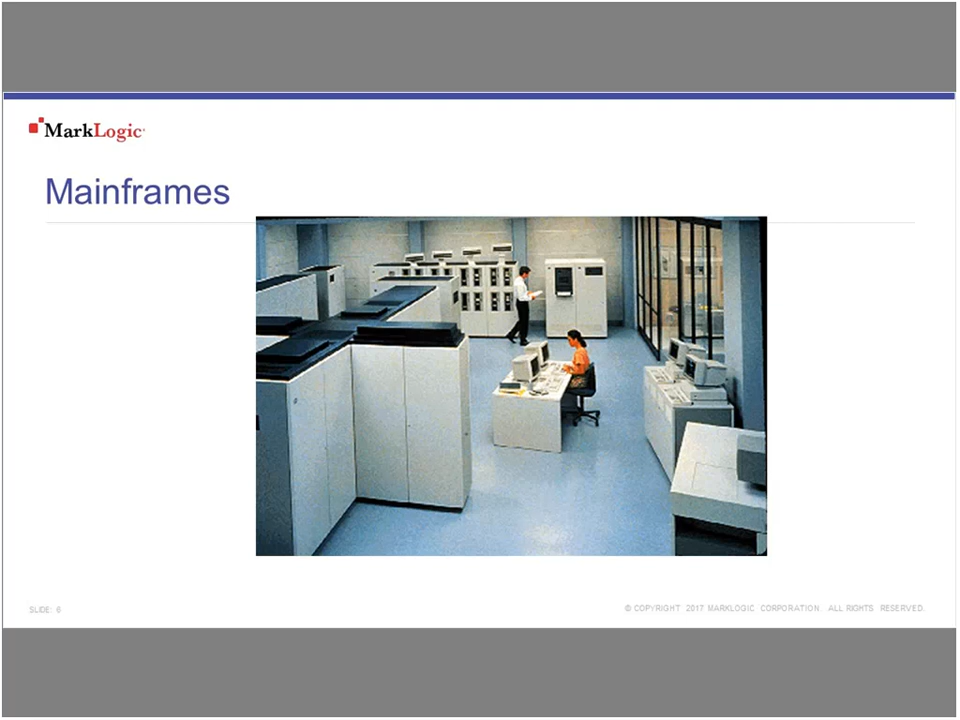 MarkLogic
Mainframes
SLIDE: 6
© COPYRIGHT 2017 MARKLOGIC CORPORATION. ALL RIGHTS RESERVED.